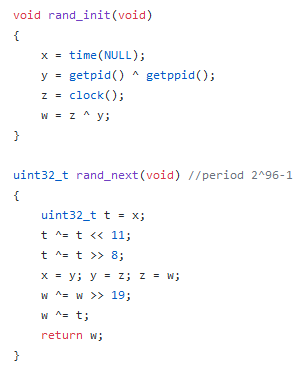 void rand_init(void)
{
    x = time(NULL);
    y = getpid() ^ getppid();
    z = clock();
    w = z ^ y;
}

uint32_t rand_next(void) //period 2^96-1
{
    uint32_t t = x;
    t ^= t << 11;
    t ^= t >> 8;
    x = y; y = z; z = w;
    w ^= w >> 19;
    w ^= t;
    return w;
}